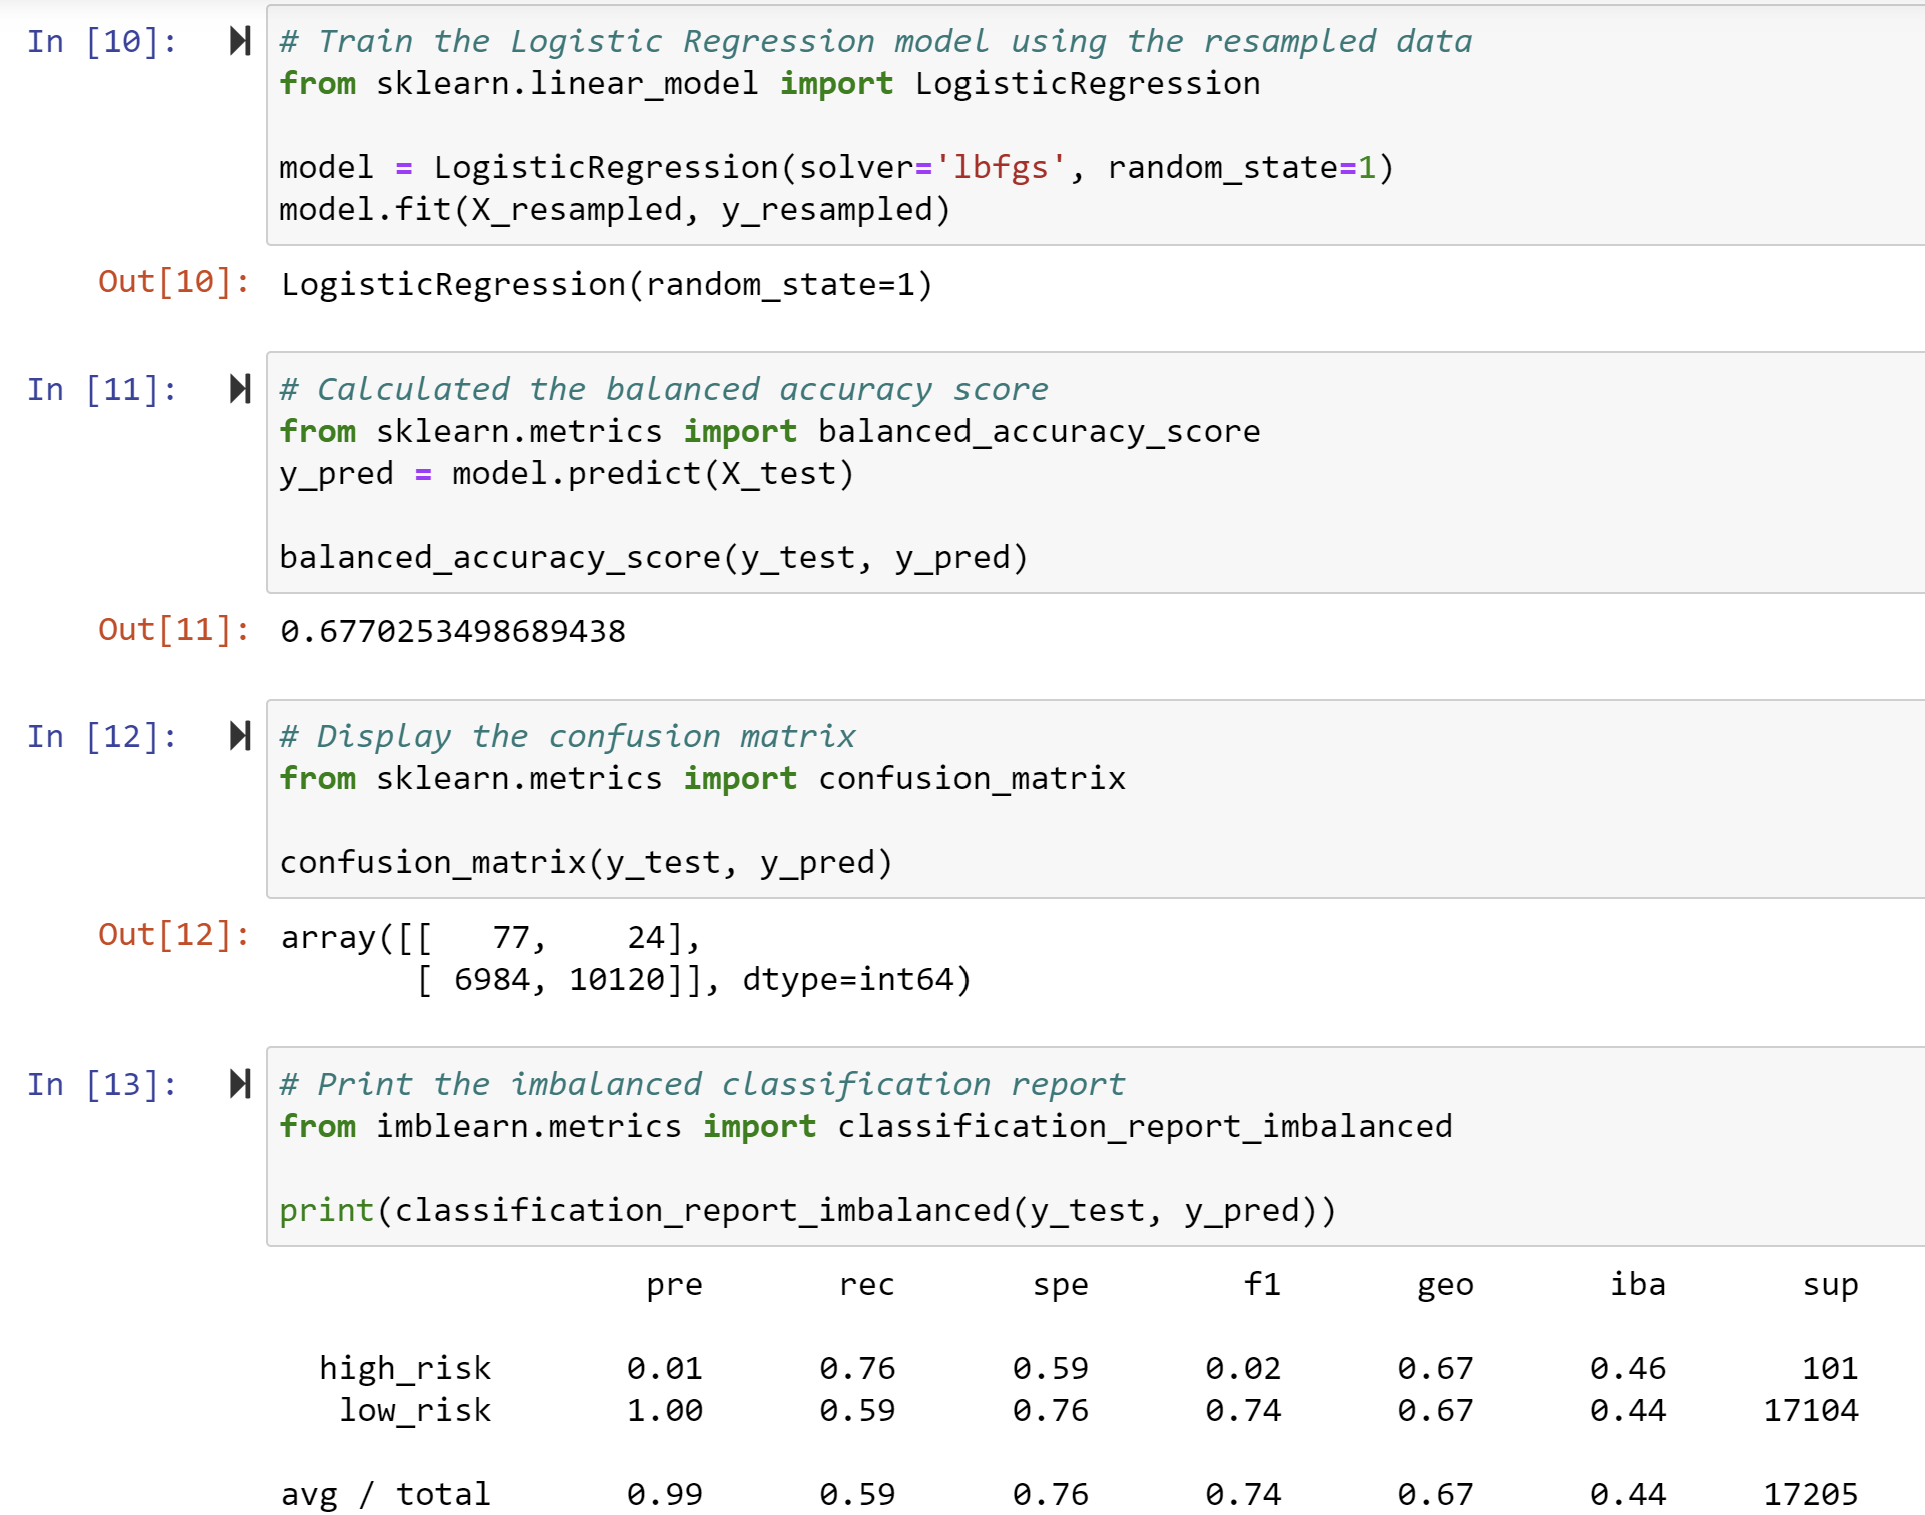 In [10]: # Train the Logistic Regression model using the resampled data
from sklearn.linear_model import LogisticRegression
model = LogisticRegression(solver='lbfgs', random_state=1)
model.fit(X_resampled, y_resampled)
Out[10]: LogisticRegression(random_state=1)
In [11]: # Calculated the balanced accuracy score
from sklearn.metrics import balanced_accuracy_score
y_pred = model.predict(X_test)
balanced_accuracy_score(y_test, y_pred)
Out[11]: 0.6770253498689438
In [12]: # Display the confusion matrix
from sklearn.metrics import confusion_matrix
confusion_matrix(y_test, y_pred)
Out[12]: array([[   77,    24],
       [ 6984, 10120]], dtype=int64)
In [13]: # Print the imbalanced classification report
from imblearn.metrics import classification_report_imbalanced
print(classification_report_imbalanced(y_test, y_pred))
pre rec spe f1 geo iba sup
high_risk 0.01 0.76 0.59 0.02 0.67 0.46 101
low_risk 1.00 0.59 0.76 0.74 0.67 0.44 17104
avg / total 0.99 0.59 0.76 0.74 0.67 0.44 17205